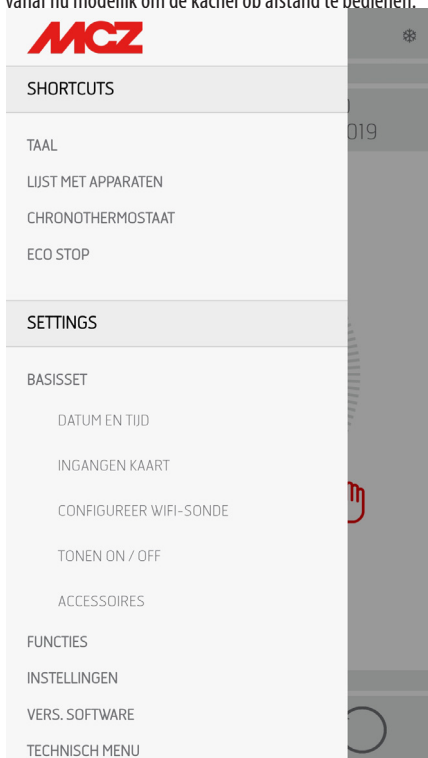 vanaf nu mogelijk om de kachel op afstand te bedienen.
MCZ
SHORTCUTS
019
TAAL
LIJST MET APPARATEN
CHRONOTHERMOSTAAT
ECO STOP
SETTINGS
BASISSET
DATUM EN TIJD
INGANGEN KAART
CONFIGUREER WIFI-SONDE
TONEN ON / OFF
ACCESSOIRES
FUNCTIES
INSTELLINGEN
VERS. SOFTWARE
TECHNISCH MENU